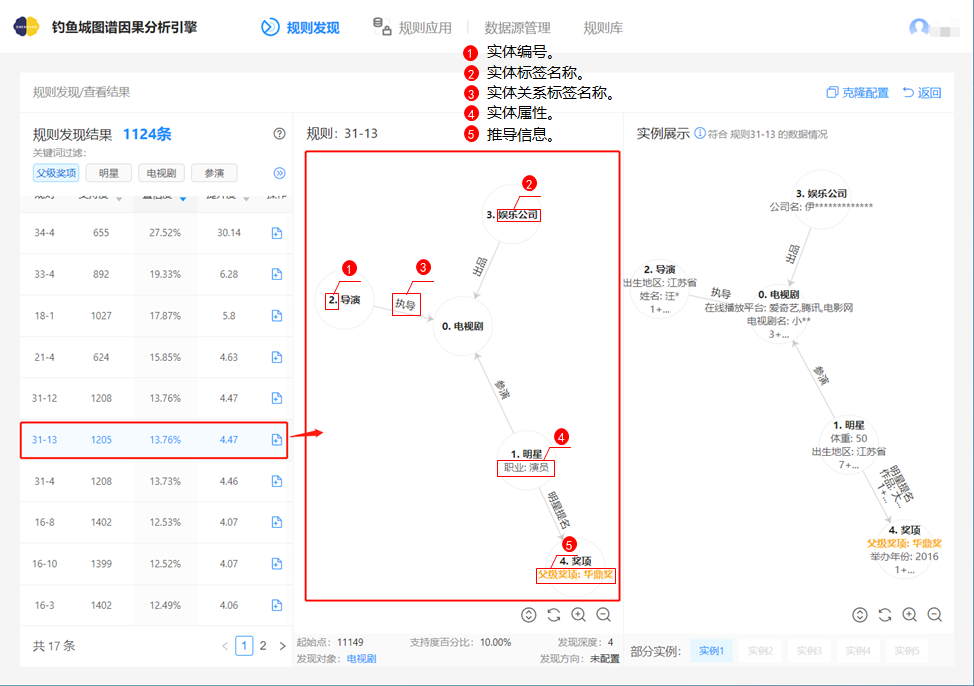 钓鱼城图谱因果分析引擎
规则发现
规则应用
数据源管理
规则库
1 实体编号。
2 实体标签名称。
3 实体关系标签名称。
4 实体属性。
5 推导信息。
规则发现/查看结果
克隆配置
返回
规则发现结果 1124条
关键词过滤:
父级奖项 明星 电视剧 参演
规则 支持度 置信度 提升度 操作
34-4 655 27.52% 30.14
33-4 892 19.33% 6.28
18-1 1027 17.87% 5.8
21-4 624 15.85% 4.63
31-12 1208 13.76% 4.47
31-13 1205 13.76% 4.47
31-4 1208 13.73% 4.46
16-8 1402 12.53% 4.07
16-10 1399 12.52% 4.07
16-3 1402 12.49% 4.06
共 17 条
< 1 2 >
规则: 31-13
2
3. 娱乐公司
出品
1
2. 导演
3
执导
0. 电视剧
参演
4
1. 明星
职业: 演员
明星提名
5
4. 奖项
父级奖项: 华鼎奖
起始点: 11149
支持度百分比: 10.00%
发现深度: 4
发现对象: 电视剧
发现方向: 未配置
实例展示
符合 规则31-13 的数据情况
3. 娱乐公司
公司名: 伊*************
出品
2. 导演
出生地区: 江苏省
姓名: 汪*
1+...
执导
0. 电视剧
在线播放平台: 爱奇艺,腾讯,电影网
电视剧名: 小**
3+...
参演
1. 明星
体重: 50
出生地区: 江苏省
7+...
明星提名
作品: 大...
1+...
4. 奖项
父级奖项: 华鼎奖
举办年份: 2016
1+...
部分实例: 实例1 实例2 实例3 实例4 实例5